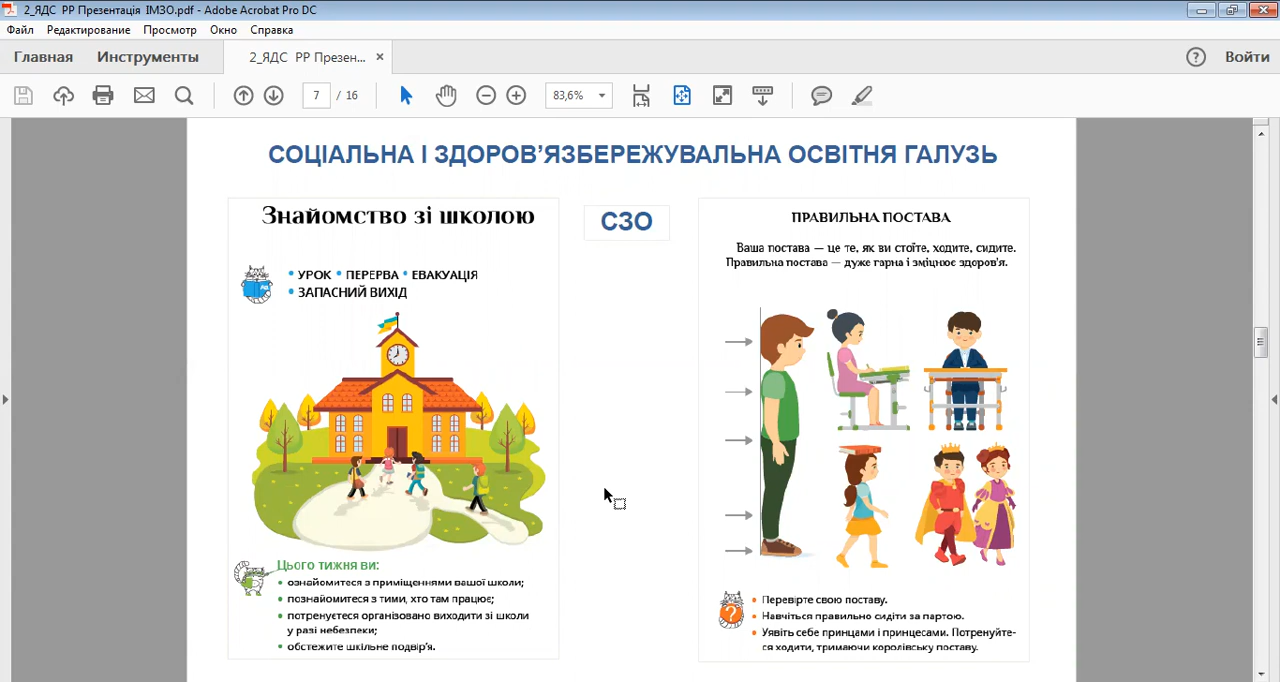 2_ЯДС РР Презентація ІМЗО.pdf - Adobe Acrobat Pro DC
Файл Редактирование Просмотр Окно Справка
Главная Инструменты 2_ЯДС РР Презен... × ? Войти
7 / 16 83,6%
СОЦІАЛЬНА І ЗДОРОВ’ЯЗБЕРЕЖУВАЛЬНА ОСВІТНЯ ГАЛУЗЬ
Знайомство зі школою
• УРОК • ПЕРЕРВА • ЕВАКУАЦІЯ
• ЗАПАСНИЙ ВИХІД
Цього тижня ви:
• ознайомитеся з приміщеннями вашої школи;
• познайомитеся з тими, хто там працює;
• потренуєтеся організовано виходити зі школи
у разі небезпеки;
• обстежите шкільне подвір’я.
СЗО
ПРАВИЛЬНА ПОСТАВА
Ваша постава — це те, як ви стоїте, ходите, сидите.
Правильна постава — дуже гарна і зміцнює здоров’я.
?
• Перевірте свою поставу.
• Навчіться правильно сидіти за партою.
• Уявіть себе принцами і принцесами. Потренуйте-
ся ходити, тримаючи королівську поставу.